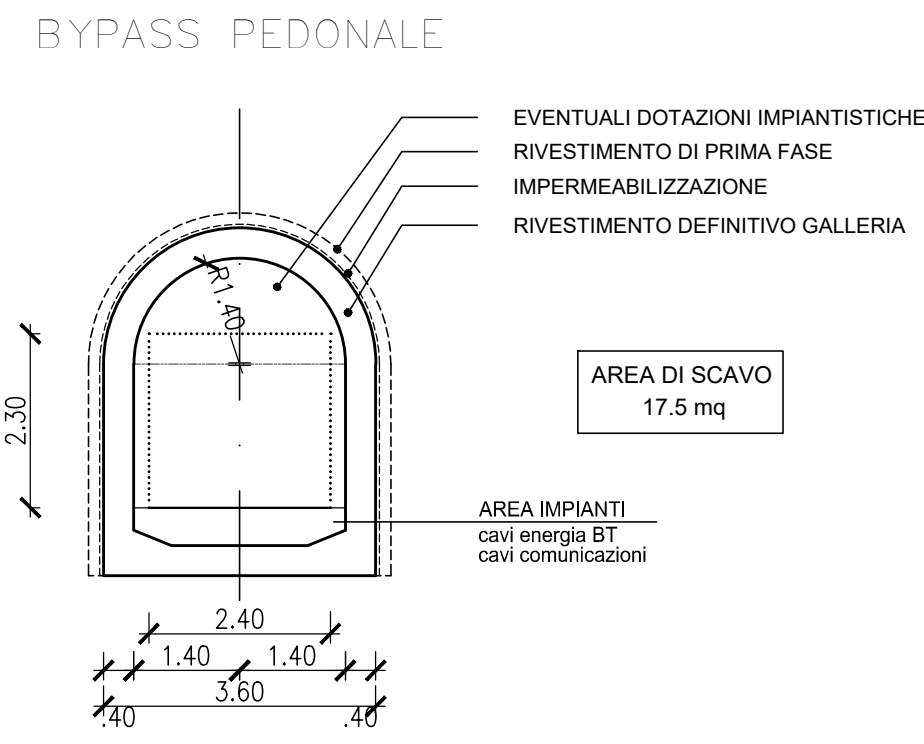 BYPASS PEDONALE
EVENTUALI DOTAZIONI IMPIANTISTICHE
RIVESTIMENTO DI PRIMA FASE
IMPERMEABILIZZAZIONE
RIVESTIMENTO DEFINITIVO GALLERIA
R1.40
2.30
AREA DI SCAVO
17.5 mq
AREA IMPIANTI
cavi energia BT
cavi comunicazioni
2.40
1.40 1.40
3.60
.40 .40